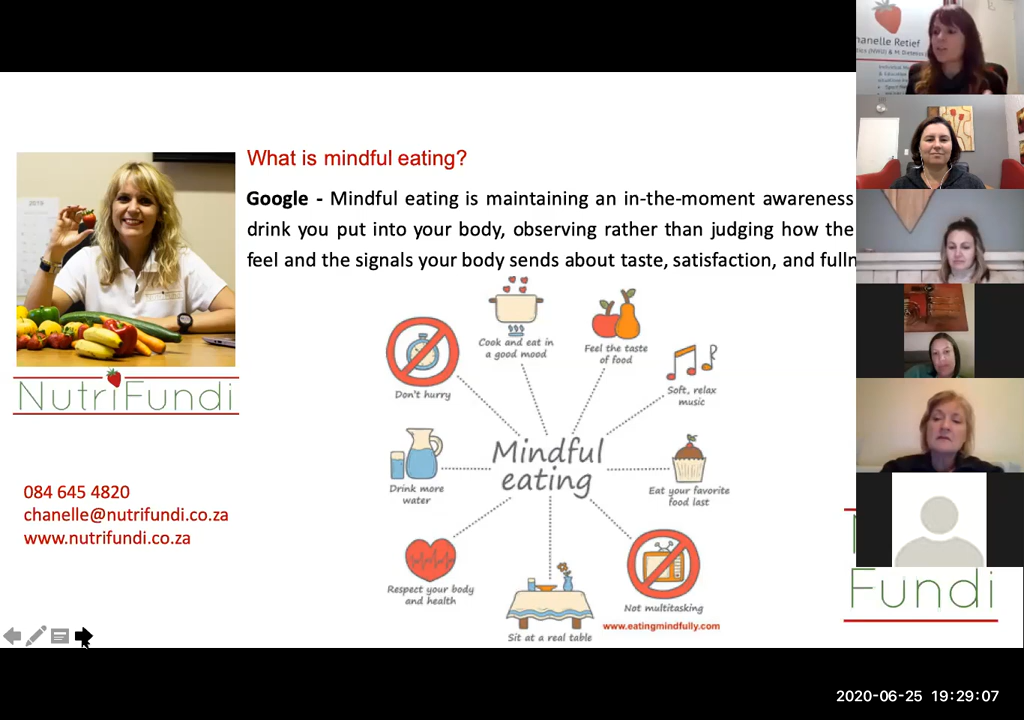 What is mindful eating?
Google - Mindful eating is maintaining an in-the-moment awareness
drink you put into your body, observing rather than judging how the
feel and the signals your body sends about taste, satisfaction, and fulln
Cook and eat in
a good mood
Feel the taste
of food
Don't hurry
Soft, relax
music
Mindful
eating
Drink more
water
Eat your favorite
food last
Respect your body
and health
Not multitasking
www.eatingmindfully.com
Sit at a real table
NutriFundi
084 645 4820
chanelle@nutrifundi.co.za
www.nutrifundi.co.za
hanelle Retief
Fundi
2020-06-25 19:29:07